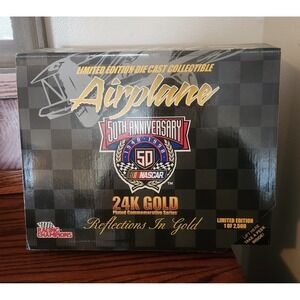 LIMITED EDITION DIE CAST COLLECTIBLE
Airplane
50TH ANNIVERSARY
50
NASCAR
TM
24K GOLD
Plated Commemorative Series
Reflections In Gold
LIMITED EDITION
1 OF 2,500
RACING
CHAMPIONS